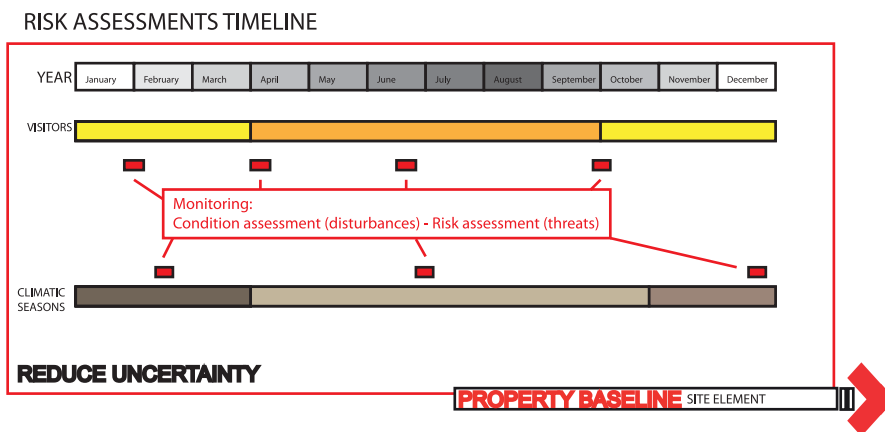 RISK ASSESSMENTS TIMELINE
YEAR January February March April May June July August September October November December
VISITORS
Monitoring:
Condition assessment (disturbances) - Risk assessment (threats)
CLIMATIC
SEASONS
REDUCE UNCERTAINTY
PROPERTY BASELINE SITE ELEMENT